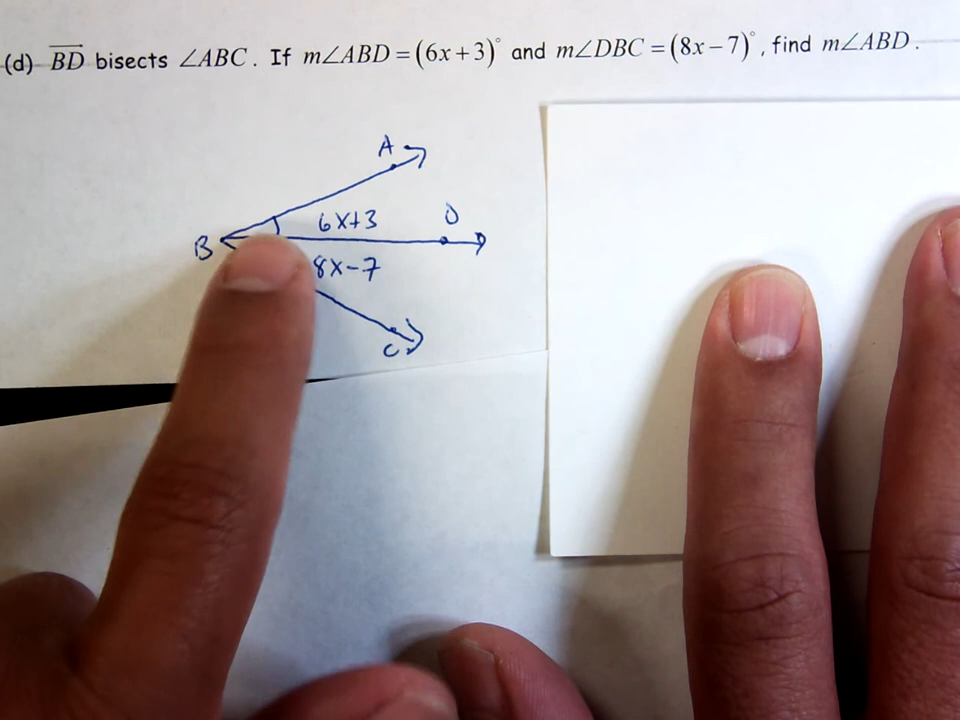 (d) BD bisects ∠ABC. If m∠ABD = (6x+3)° and m∠DBC = (8x−7)°, find m∠ABD.
A
6x+3
D
B
8x-7
C